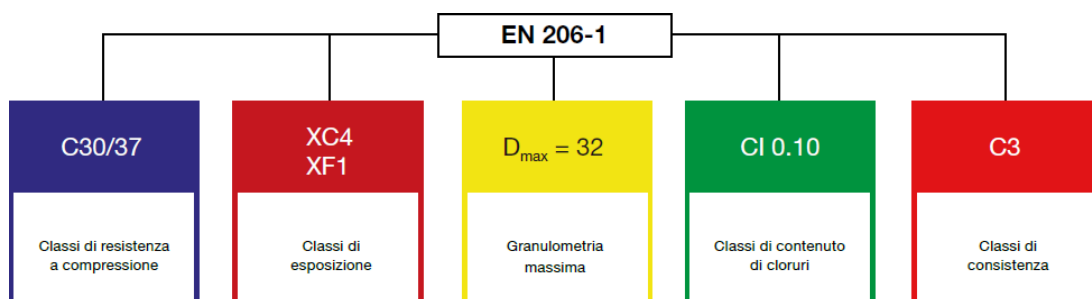 EN 206-1
C30/37
Classi di resistenza
a compressione
XC4
XF1
Classi di
esposizione
Dmax = 32
Granulometria
massima
Cl 0.10
Classi di contenuto
di cloruri
C3
Classi di
consistenza